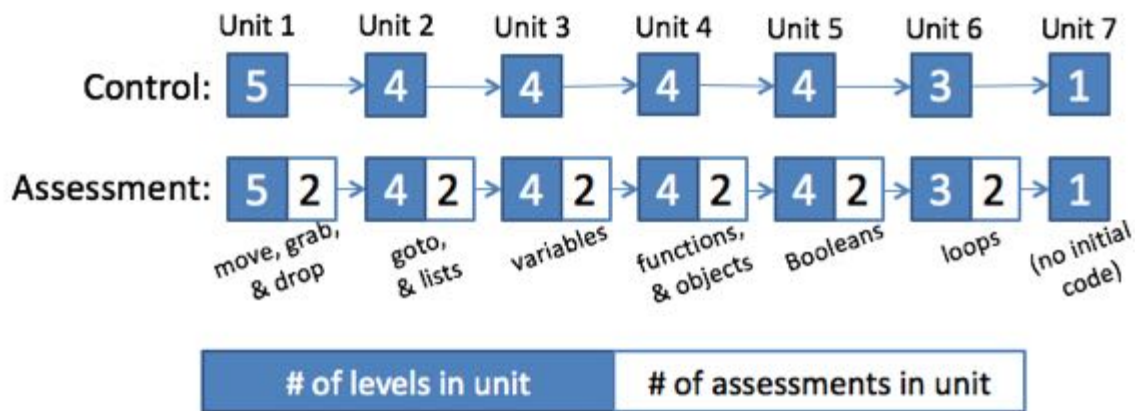 Unit 1 Unit 2 Unit 3 Unit 4 Unit 5 Unit 6 Unit 7
Control: 5 4 4 4 4 3 1
Assessment: 5 2 4 2 4 2 4 2 4 2 3 2 1
move, grab,
& drop
goto,
& lists
variables
functions,
& objects
Booleans
loops
(no initial
code)
# of levels in unit # of assessments in unit